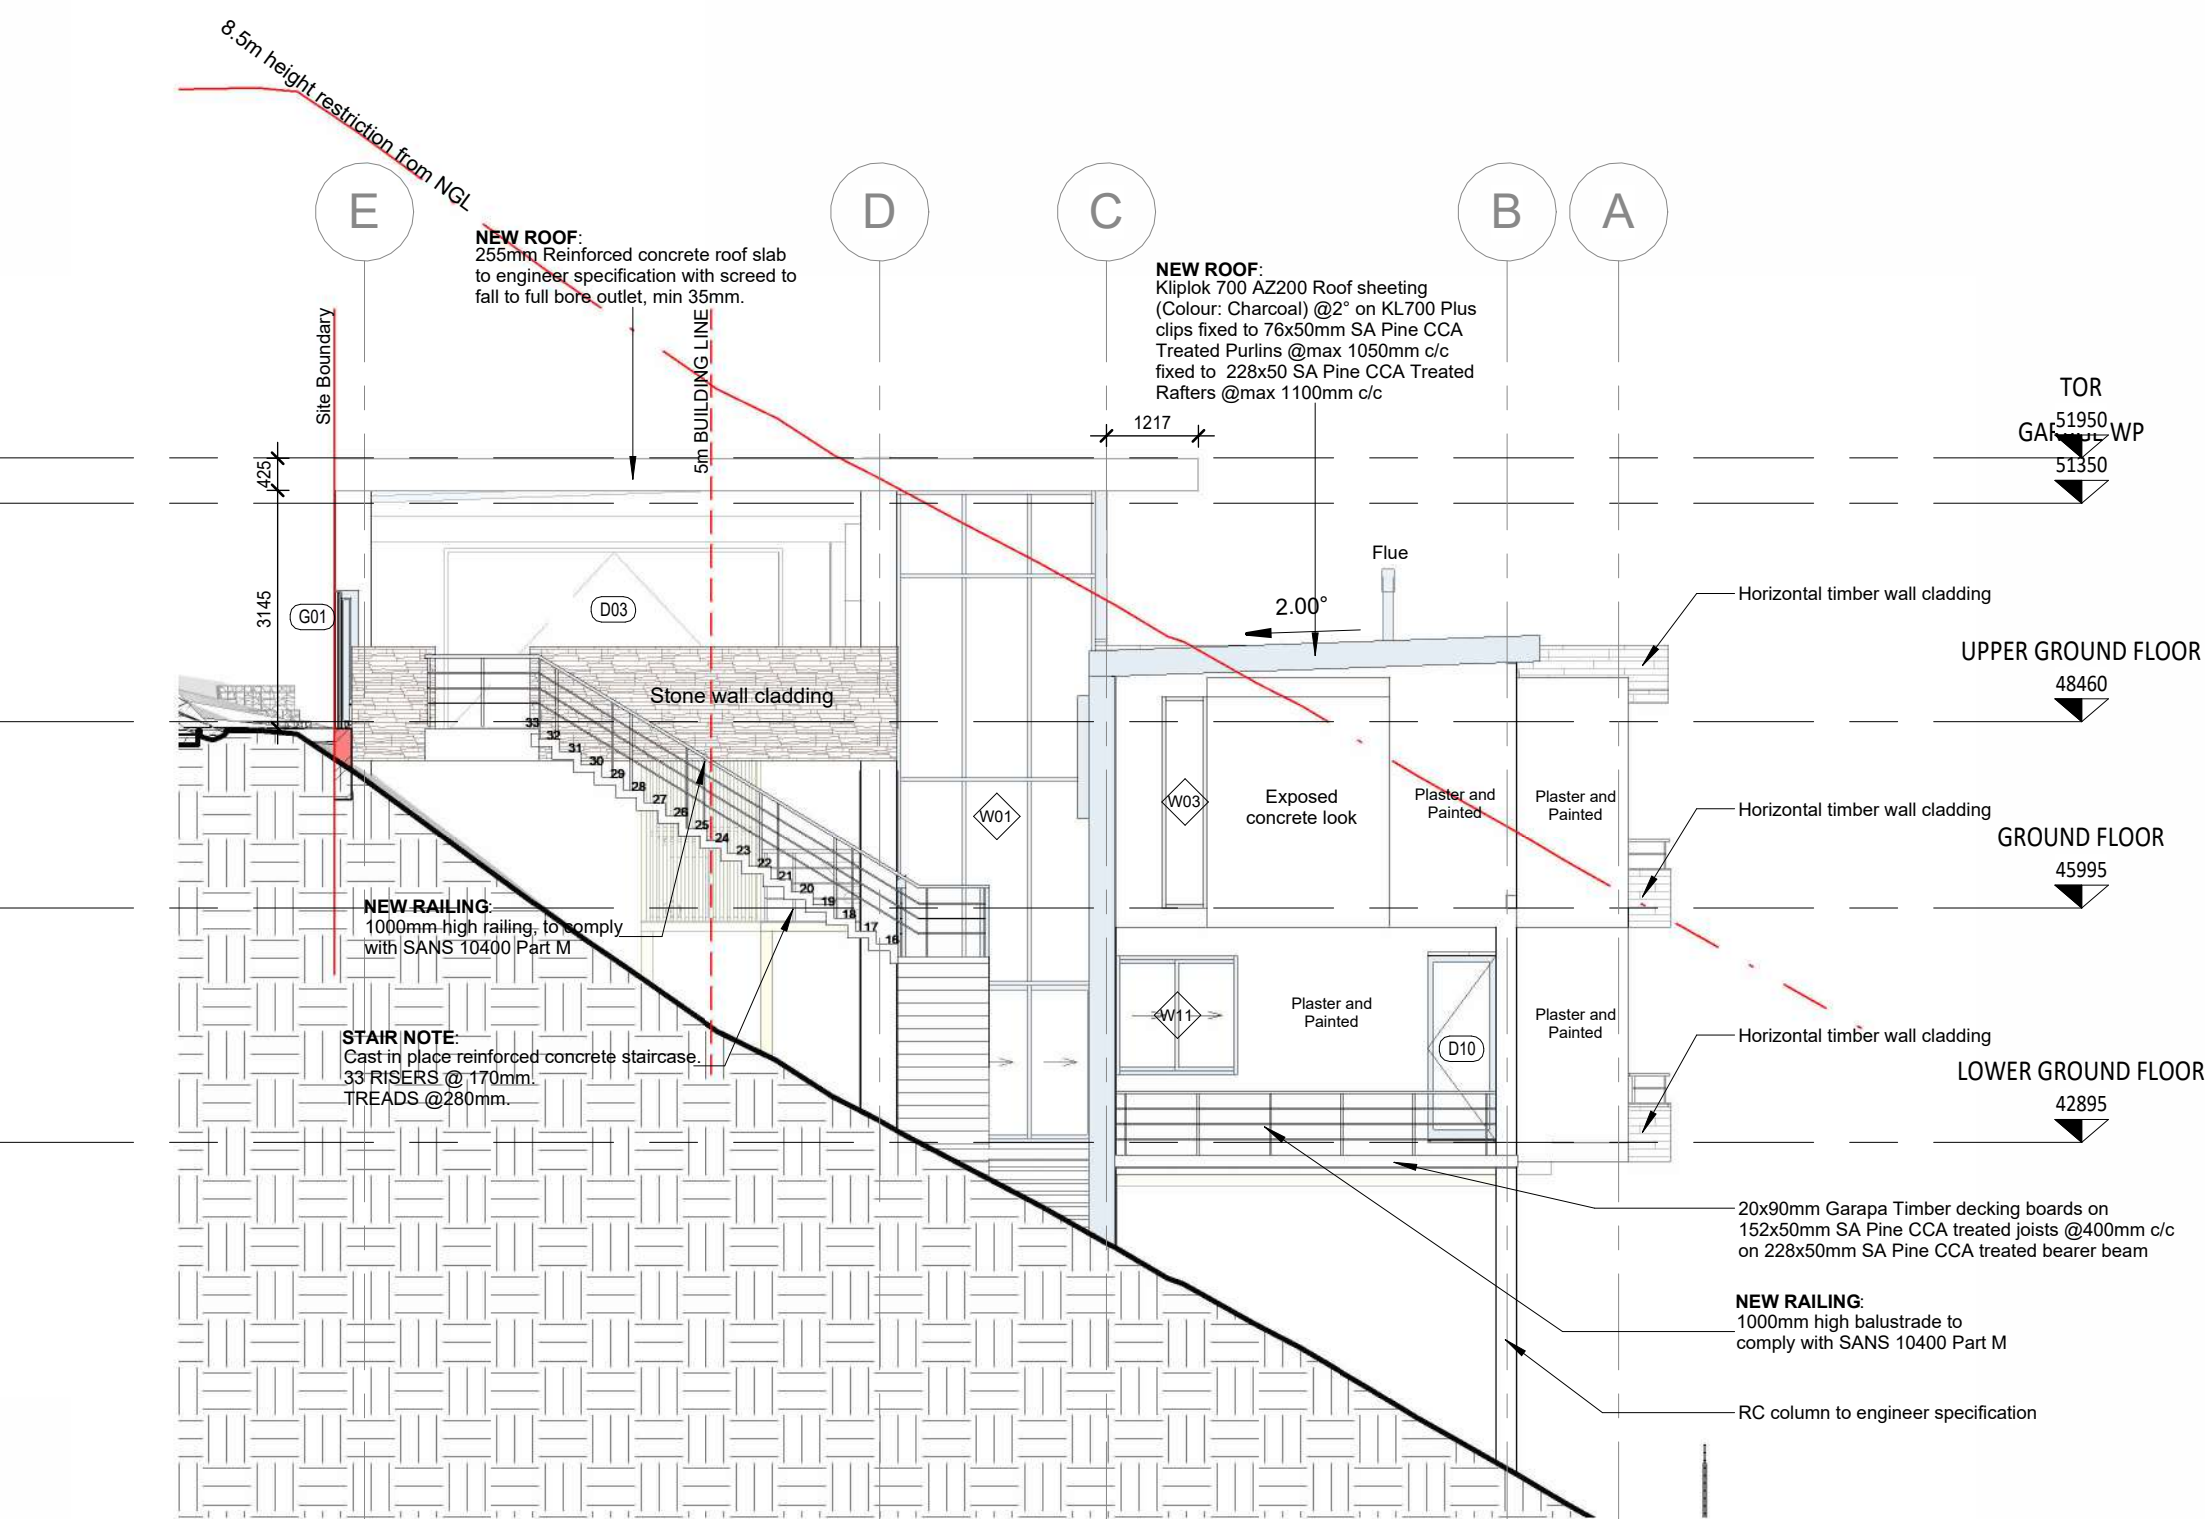 8.5m height restriction from NGL
E
D
C
B
A
NEW ROOF:
255mm Reinforced concrete roof slab
to engineer specification with screed to
fall to full bore outlet, min 35mm.
NEW ROOF:
Kliplok 700 AZ200 Roof sheeting
(Colour: Charcoal) @2° on KL700 Plus
clips fixed to 76x50mm SA Pine CCA
Treated Purlins @max 1050mm c/c
fixed to 228x50 SA Pine CCA Treated
Rafters @max 1100mm c/c
Site Boundary
5m BUILDING LINE
1217
TOR
51950
WP
51350
425
3145
G01
D03
Flue
2.00°
Horizontal timber wall cladding
UPPER GROUND FLOOR
48460
Stone wall cladding
33
32
31
30
29
28
27
26
25
24
23
22
21
20
19
18
17
16
W01
W03
Exposed
concrete look
Plaster and
Painted
Plaster and
Painted
Horizontal timber wall cladding
GROUND FLOOR
45995
NEW RAILING:
1000mm high railing, to comply
with SANS 10400 Part M
W11
Plaster and
Painted
D10
Plaster and
Painted
Horizontal timber wall cladding
LOWER GROUND FLOOR
42895
STAIR NOTE:
Cast in place reinforced concrete staircase.
33 RISERS @ 170mm.
TREADS @280mm.
20x90mm Garapa Timber decking boards on
152x50mm SA Pine CCA treated joists @400mm c/c
on 228x50mm SA Pine CCA treated bearer beam
NEW RAILING:
1000mm high balustrade to
comply with SANS 10400 Part M
RC column to engineer specification